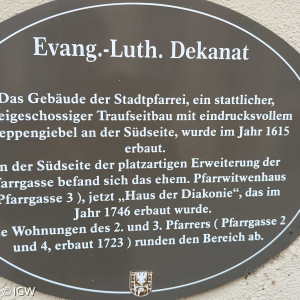 Evang.-Luth. Dekanat
Das Gebäude der Stadtpfarrei, ein stattlicher,
eigeschossiger Traufseitbau mit eindrucksvollem
eppengiebel an der Südseite, wurde im Jahr 1615
erbaut.
n der Südseite der platzartigen Erweiterung der
farrgasse befand sich das ehem. Pfarrwitwenhaus
Pfarrgasse 3 ), jetzt „Haus der Diakonie“, das im
Jahr 1746 erbaut wurde.
e Wohnungen des 2. und 3. Pfarrers ( Pfarrgasse 2
und 4, erbaut 1723 ) runden den Bereich ab.
© IGW